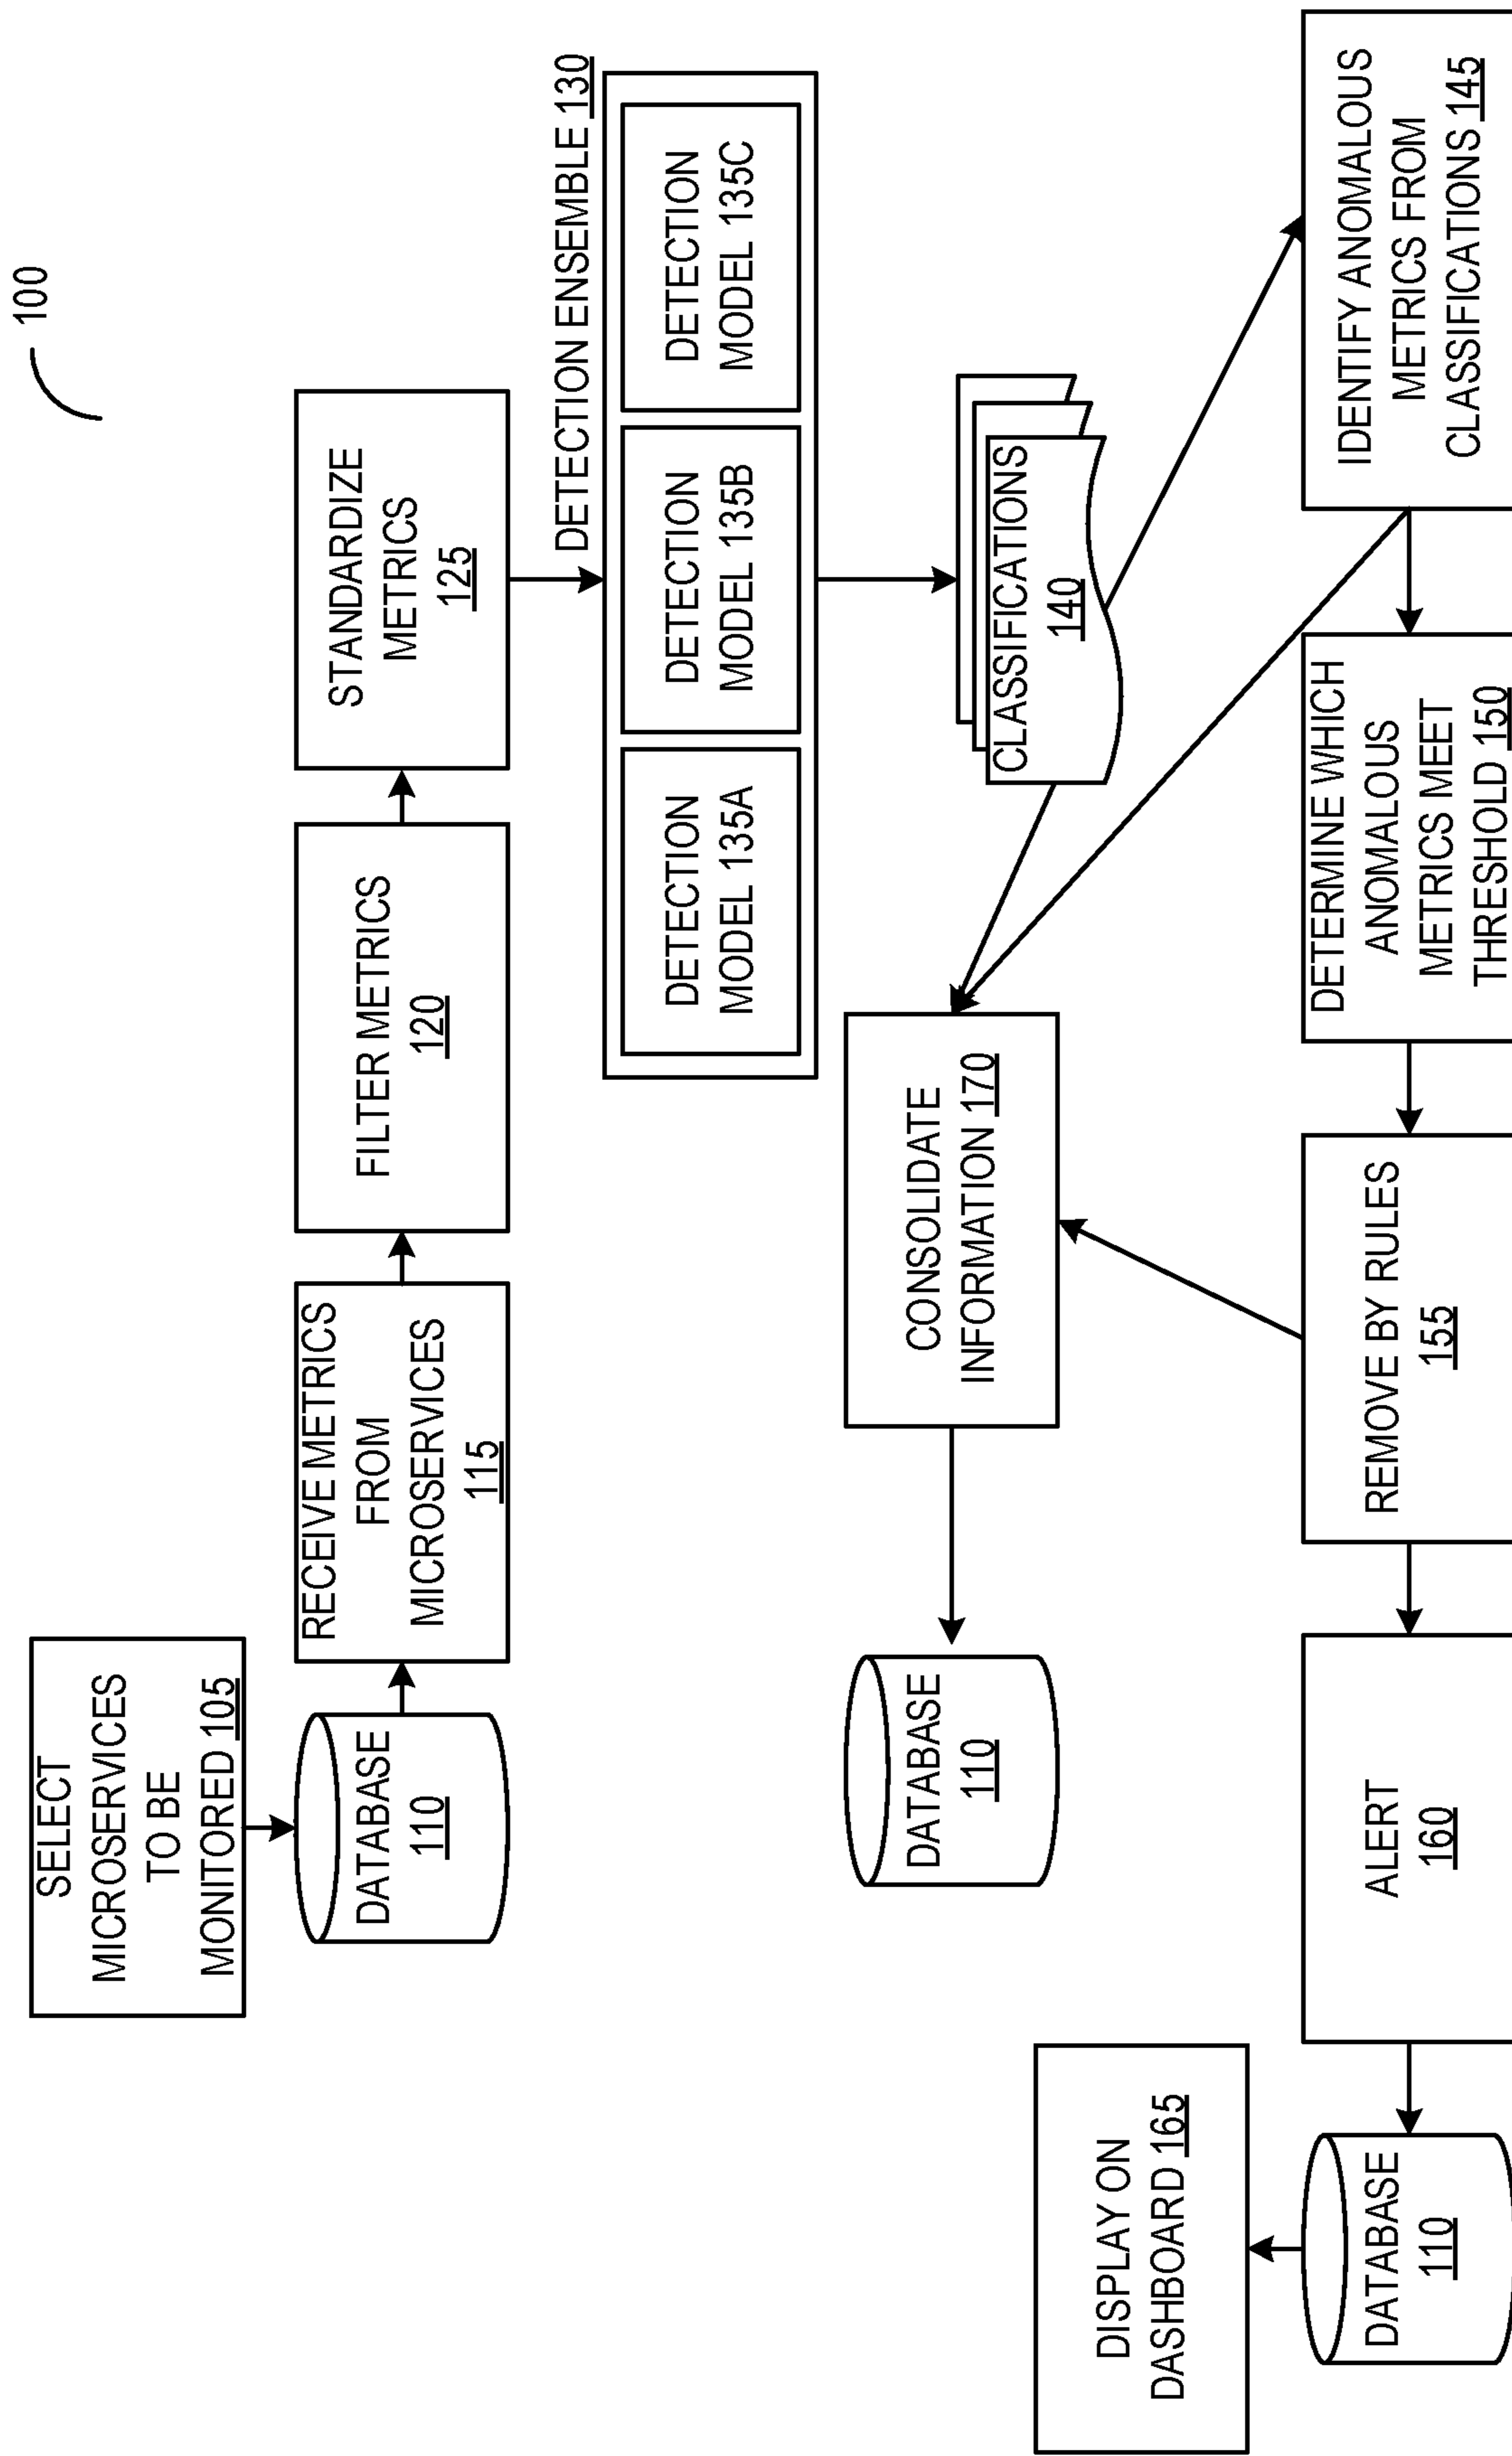 100
SELECT
MICROSERVICES
TO BE
MONITORED 105
DATABASE
110
RECEIVE METRICS
FROM
MICROSERVICES
115
FILTER METRICS
120
STANDARDIZE
METRICS
125
DETECTION ENSEMBLE 130
DETECTION
MODEL 135A
DETECTION
MODEL 135B
DETECTION
MODEL 135C
CLASSIFICATIONS
140
CONSOLIDATE
INFORMATION 170
DATABASE
110
IDENTIFY ANOMALOUS
METRICS FROM
CLASSIFICATIONS 145
DETERMINE WHICH
ANOMALOUS
METRICS MEET
THRESHOLD 150
REMOVE BY RULES
155
ALERT
160
DATABASE
110
DISPLAY ON
DASHBOARD 165